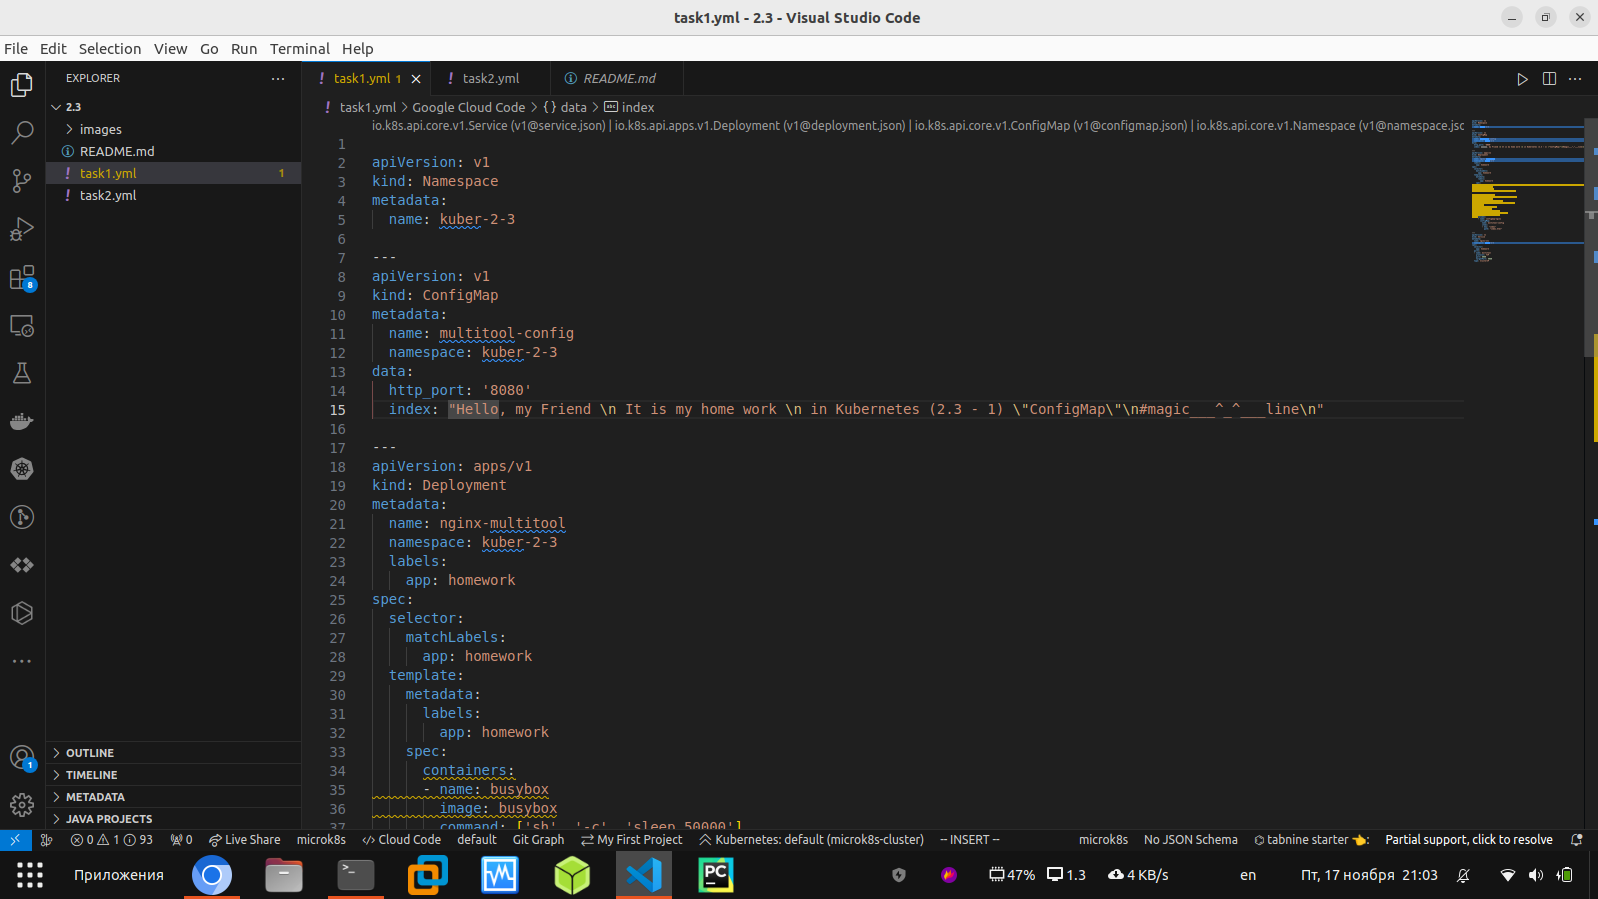 task1.yml - 2.3 - Visual Studio Code
File Edit Selection View Go Run Terminal Help
EXPLORER
2.3
images
README.md
task1.yml 1
task2.yml
OUTLINE
TIMELINE
METADATA
JAVA PROJECTS
8
1
task1.yml 1 task2.yml README.md
task1.yml > Google Cloud Code > {} data > abc index
io.k8s.api.core.v1.Service (v1@service.json) | io.k8s.api.apps.v1.Deployment (v1@deployment.json) | io.k8s.api.core.v1.ConfigMap (v1@configmap.json) | io.k8s.api.core.v1.Namespace (v1@namespace.jsc
1
2 apiVersion: v1
3 kind: Namespace
4 metadata:
5 name: kuber-2-3
6
7 ---
8 apiVersion: v1
9 kind: ConfigMap
10 metadata:
11 name: multitool-config
12 namespace: kuber-2-3
13 data:
14 http_port: '8080'
15 index: "Hello, my Friend \n It is my home work \n in Kubernetes (2.3 - 1) \"ConfigMap\"\n#magic___^_^___line\n"
16
17 ---
18 apiVersion: apps/v1
19 kind: Deployment
20 metadata:
21 name: nginx-multitool
22 namespace: kuber-2-3
23 labels:
24 app: homework
25 spec:
26 selector:
27 matchLabels:
28 app: homework
29 template:
30 metadata:
31 labels:
32 app: homework
33 spec:
34 containers:
35 - name: busybox
36 image: busybox
37 command: ['sh', '-c', 'sleep 50000']
0 1 93 0 Live Share microk8s Cloud Code default Git Graph My First Project Kubernetes: default (microk8s-cluster) -- INSERT -- microk8s No JSON Schema tabnine starter Partial support, click to resolve
Приложения >_ PC 47% 1.3 4 KB/s en Пт, 17 ноября 21:03